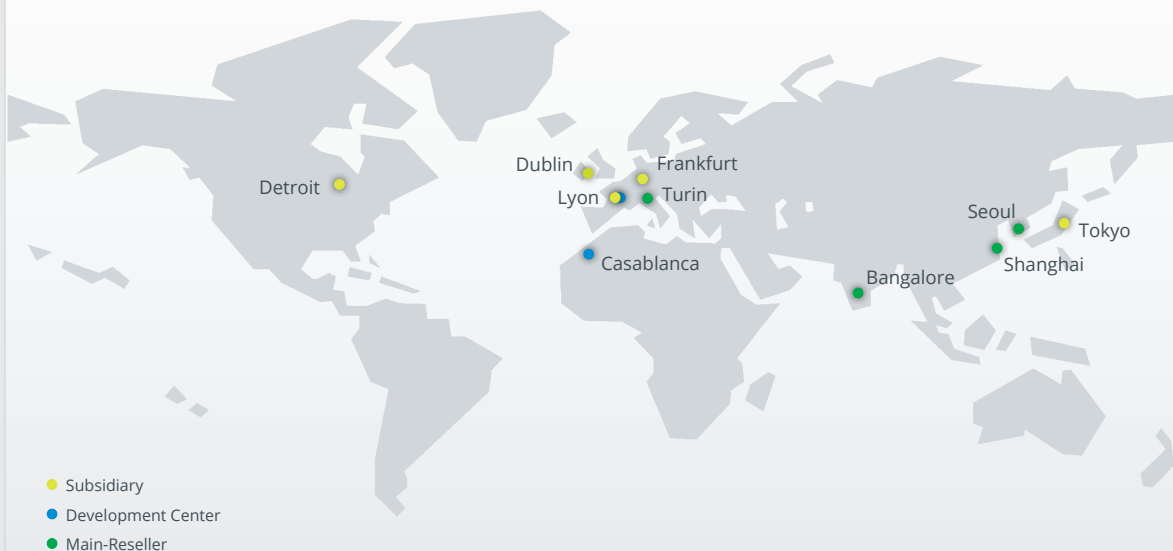 Dublin
Frankfurt
Detroit
Lyon
Turin
Seoul
Tokyo
Casablanca
Shanghai
Bangalore
Subsidiary
Development Center
Main-Reseller